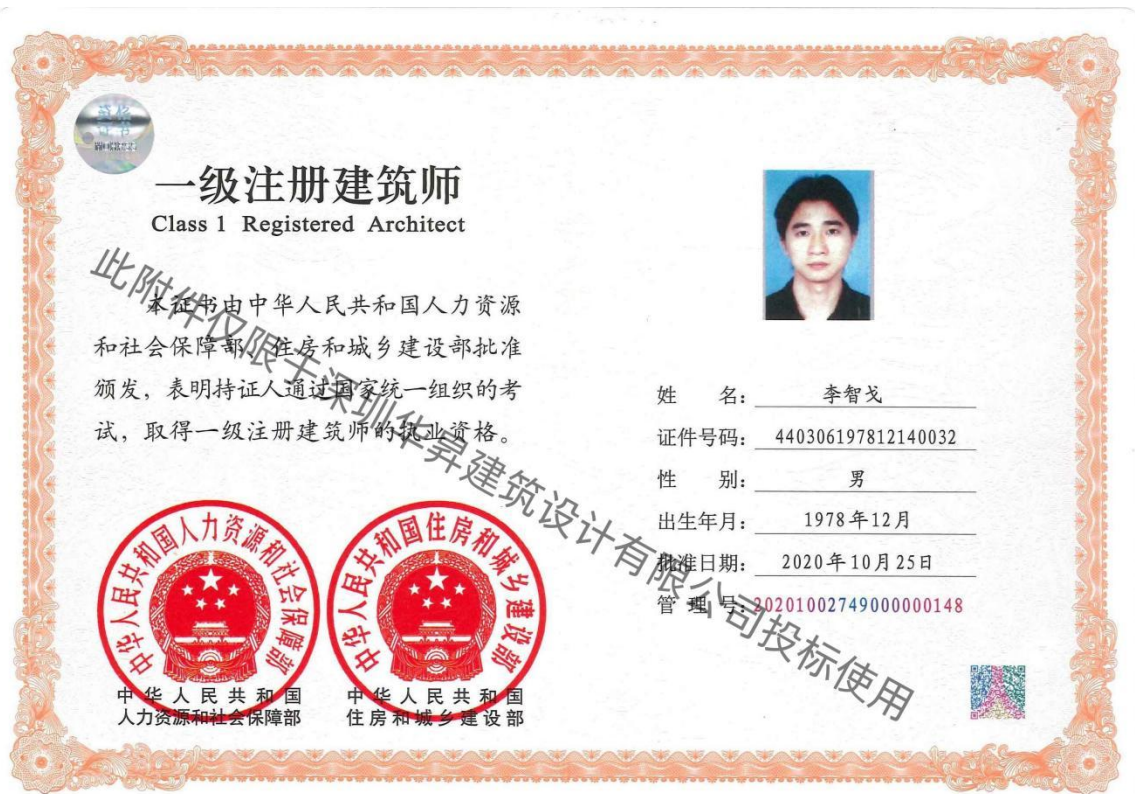 一级注册建筑师
Class 1 Registered Architect
本证书由中华人民共和国人力资源
和社会保障部、住房和城乡建设部批准
颁发，表明持证人通过国家统一组织的考
试，取得一级注册建筑师的执业资格。
此附件仅限于深圳华昇建筑设计有限公司投标使用
中华人民共和国人力资源和社会保障部
中华人民共和国住房和城乡建设部
中华人民共和国
人力资源和社会保障部
中华人民共和国
住房和城乡建设部
姓 名：李智戈
证件号码：440306197812140032
性 别：男
出生年月：1978年12月
批准日期：2020年10月25日
管 理 号：20201002749000000148